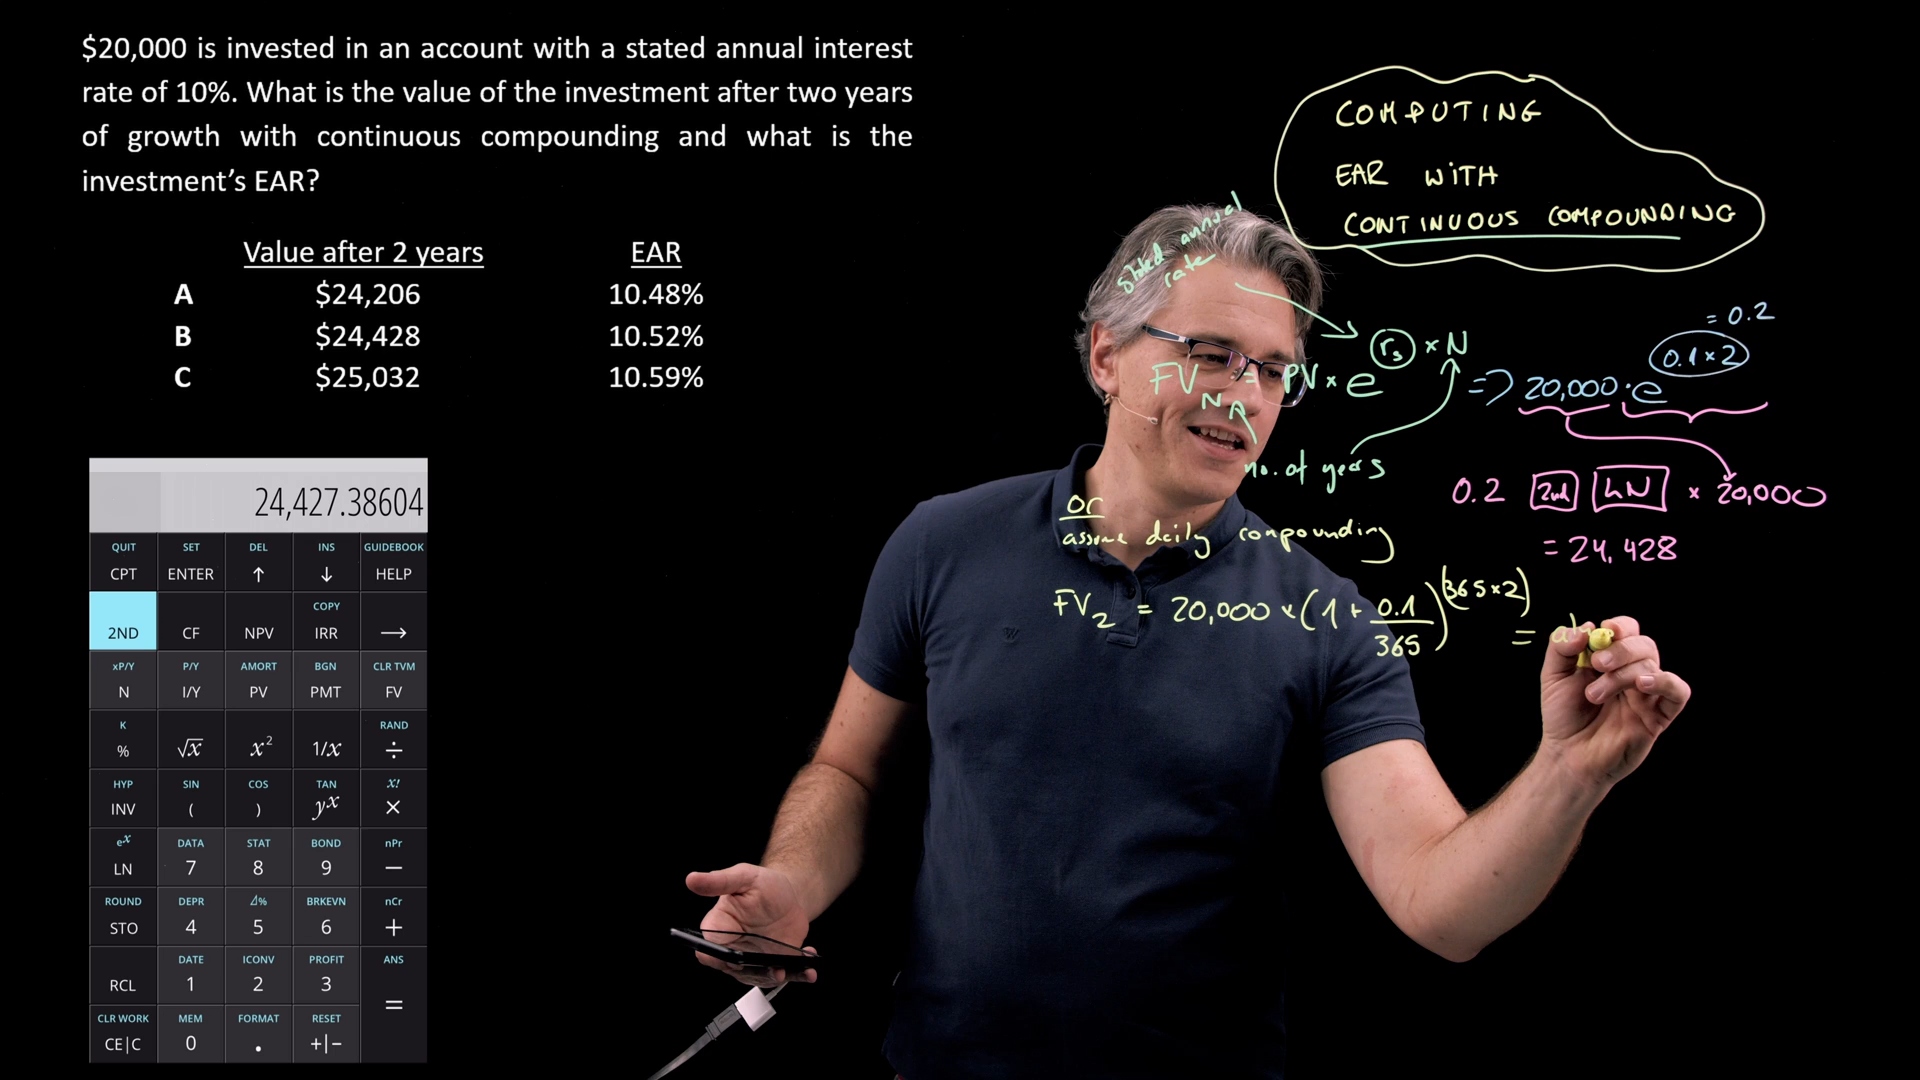 $20,000 is invested in an account with a stated annual interest
rate of 10%. What is the value of the investment after two years
of growth with continuous compounding and what is the
investment's EAR?
Value after 2 years EAR
A $24,206 10.48%
B $24,428 10.52%
C $25,032 10.59%
24,427.38604
QUIT SET DEL INS GUIDEBOOK
CPT ENTER ↑ ↓ HELP
COPY
2ND CF NPV IRR →
xP/Y P/Y AMORT BGN CLR TVM
N I/Y PV PMT FV
K RAND
% √x x² 1/x ÷
HYP SIN COS TAN x!
INV ( ) yˣ ×
eˣ DATA STAT BOND nPr
LN 7 8 9 −
ROUND DEPR Δ% BRKEVN nCr
STO 4 5 6 +
DATE ICONV PROFIT ANS
RCL 1 2 3 =
CLR WORK MEM FORMAT RESET
CE|C 0 . +|−
COMPUTING
EAR WITH
CONTINUOUS COMPOUNDING
stated annual
rate
FV N = PV × e^(rs × N)
no. of years
=> 20,000 · e^(0.1 × 2)
= 0.2
0.2 2nd LN × 20,000
= 24,428
or
assume daily compounding
FV₂ = 20,000 × (1 + 0.1/365)^(365×2)
=